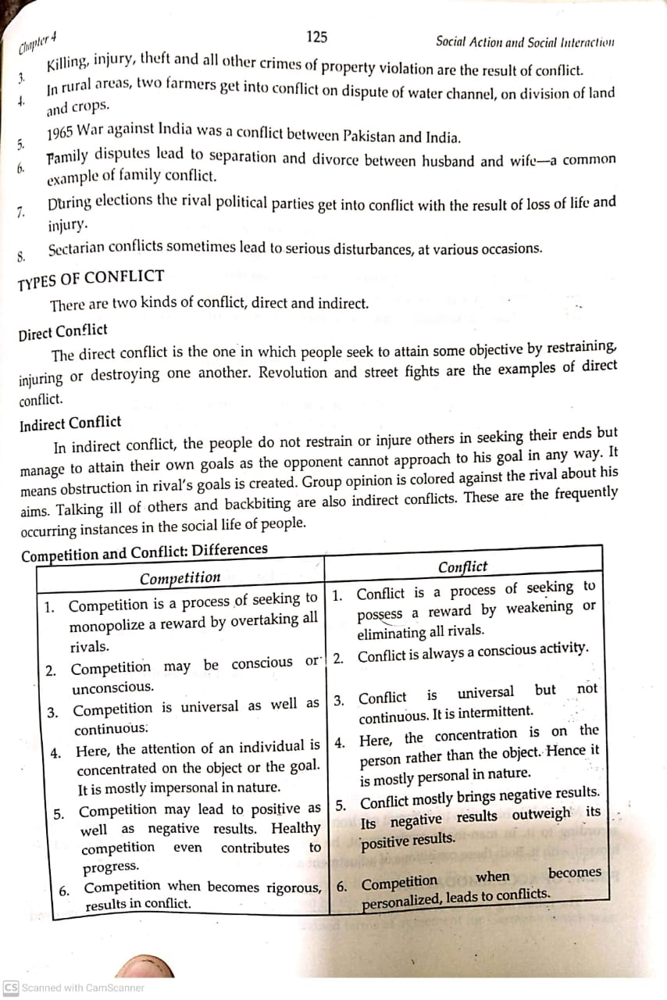 Chapter 4
125
Social Action and Social Interaction
3. Killing, injury, theft and all other crimes of property violation are the result of conflict.
4. In rural areas, two farmers get into conflict on dispute of water channel, on division of land
and crops.
5. 1965 War against India was a conflict between Pakistan and India.
6. Family disputes lead to separation and divorce between husband and wife—a common
example of family conflict.
7. During elections the rival political parties get into conflict with the result of loss of life and
injury.
8. Sectarian conflicts sometimes lead to serious disturbances, at various occasions.
TYPES OF CONFLICT
There are two kinds of conflict, direct and indirect.
Direct Conflict
The direct conflict is the one in which people seek to attain some objective by restraining,
injuring or destroying one another. Revolution and street fights are the examples of direct
conflict.
Indirect Conflict
In indirect conflict, the people do not restrain or injure others in seeking their ends but
manage to attain their own goals as the opponent cannot approach to his goal in any way. It
means obstruction in rival's goals is created. Group opinion is colored against the rival about his
aims. Talking ill of others and backbiting are also indirect conflicts. These are the frequently
occurring instances in the social life of people.
Competition and Conflict: Differences
Competition
1. Competition is a process of seeking to
monopolize a reward by overtaking all
rivals.
2. Competition may be conscious or
unconscious.
3. Competition is universal as well as
continuous.
4. Here, the attention of an individual is
concentrated on the object or the goal.
It is mostly impersonal in nature.
5. Competition may lead to positive as
well as negative results. Healthy
competition even contributes to
progress.
6. Competition when becomes rigorous,
results in conflict.
Conflict
1. Conflict is a process of seeking to
possess a reward by weakening or
eliminating all rivals.
2. Conflict is always a conscious activity.
3. Conflict is universal but not
continuous. It is intermittent.
4. Here, the concentration is on the
person rather than the object. Hence it
is mostly personal in nature.
5. Conflict mostly brings negative results.
Its negative results outweigh its
positive results.
6. Competition when becomes
personalized, leads to conflicts.
CS Scanned with CamScanner